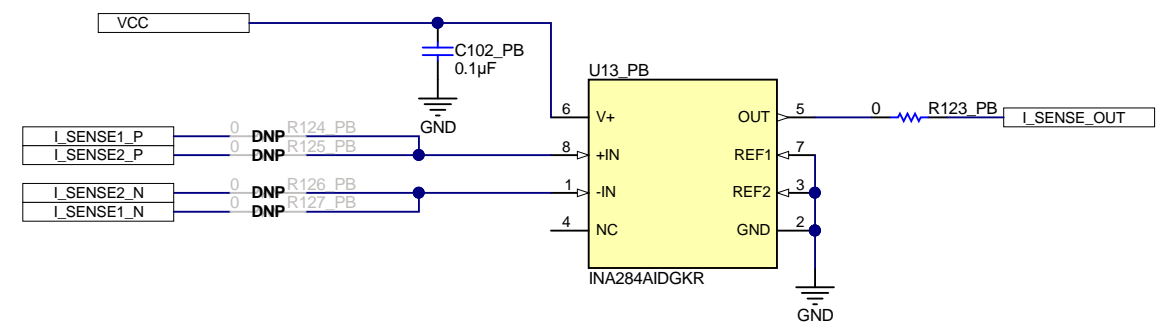 VCC
C102_PB
0.1µF
GND
U13_PB
6 V+ OUT 5 0 R123_PB I_SENSE_OUT
I_SENSE1_P 0 DNP R124_PB
I_SENSE2_P 0 DNP R125_PB 8 +IN REF1 7
I_SENSE2_N 0 DNP R126_PB 1 -IN REF2 3
I_SENSE1_N 0 DNP R127_PB
4 NC GND 2
INA284AIDGKR
GND